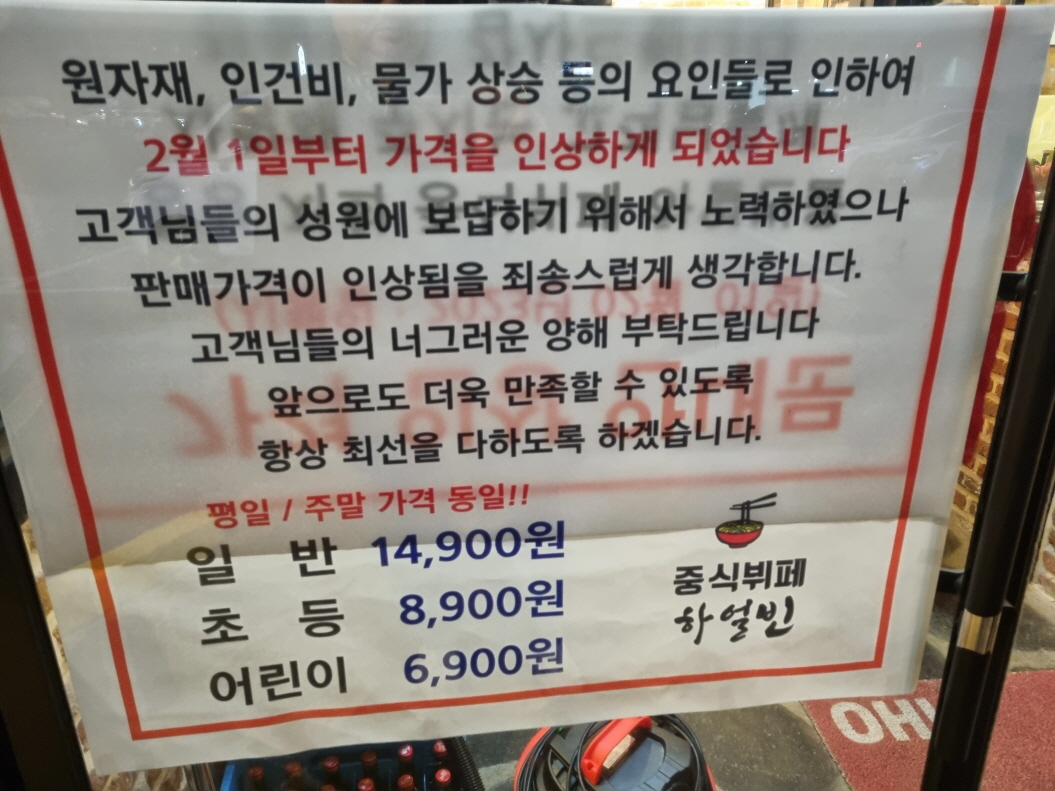 원자재, 인건비, 물가 상승 등의 요인들로 인하여
2월 1일부터 가격을 인상하게 되었습니다
고객님들의 성원에 보답하기 위해서 노력하였으나
판매가격이 인상됨을 죄송스럽게 생각합니다.
고객님들의 너그러운 양해 부탁드립니다
앞으로도 더욱 만족할 수 있도록
항상 최선을 다하도록 하겠습니다.
평일 / 주말 가격 동일!!
일 반 14,900원
초 등 8,900원
어린이 6,900원
중식뷔페
하얼빈